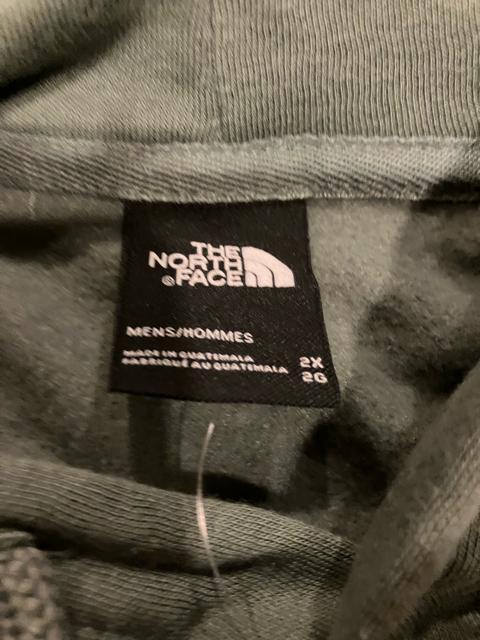 THE
NORTH
FACE
MENS/HOMMES
MADE IN GUATEMALA 2X
FABRIQUÉ AU GUATEMALA 2G